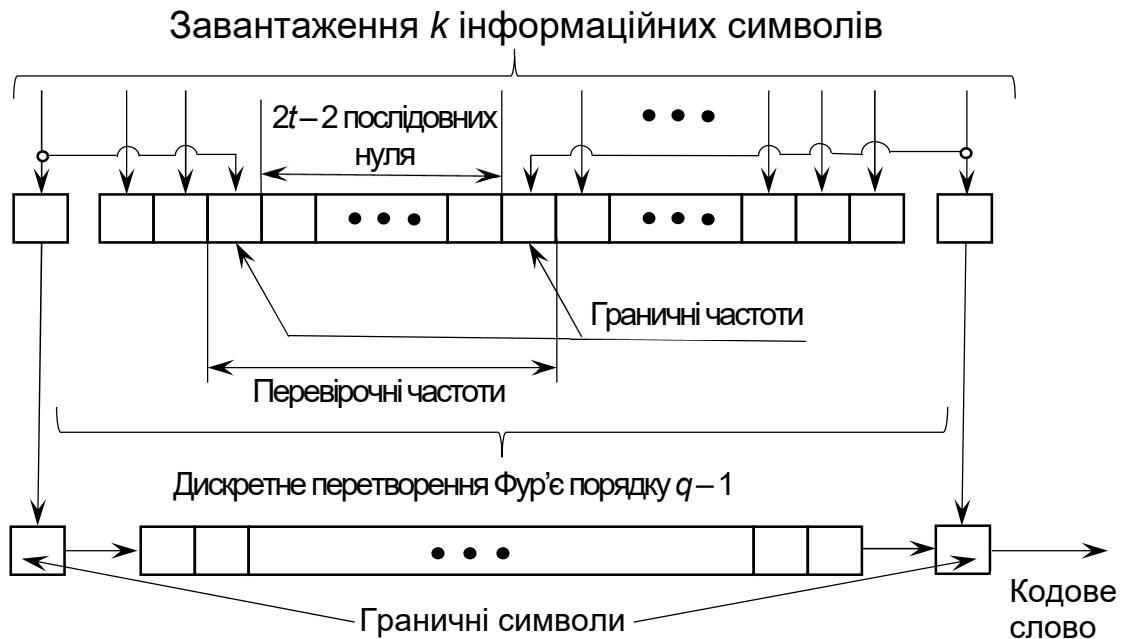 Завантаження k інформаційних символів
2t – 2 послідовних
нуля
Граничні частоти
Перевірочні частоти
Дискретне перетворення Фур’є порядку q – 1
Граничні символи
Кодове
слово